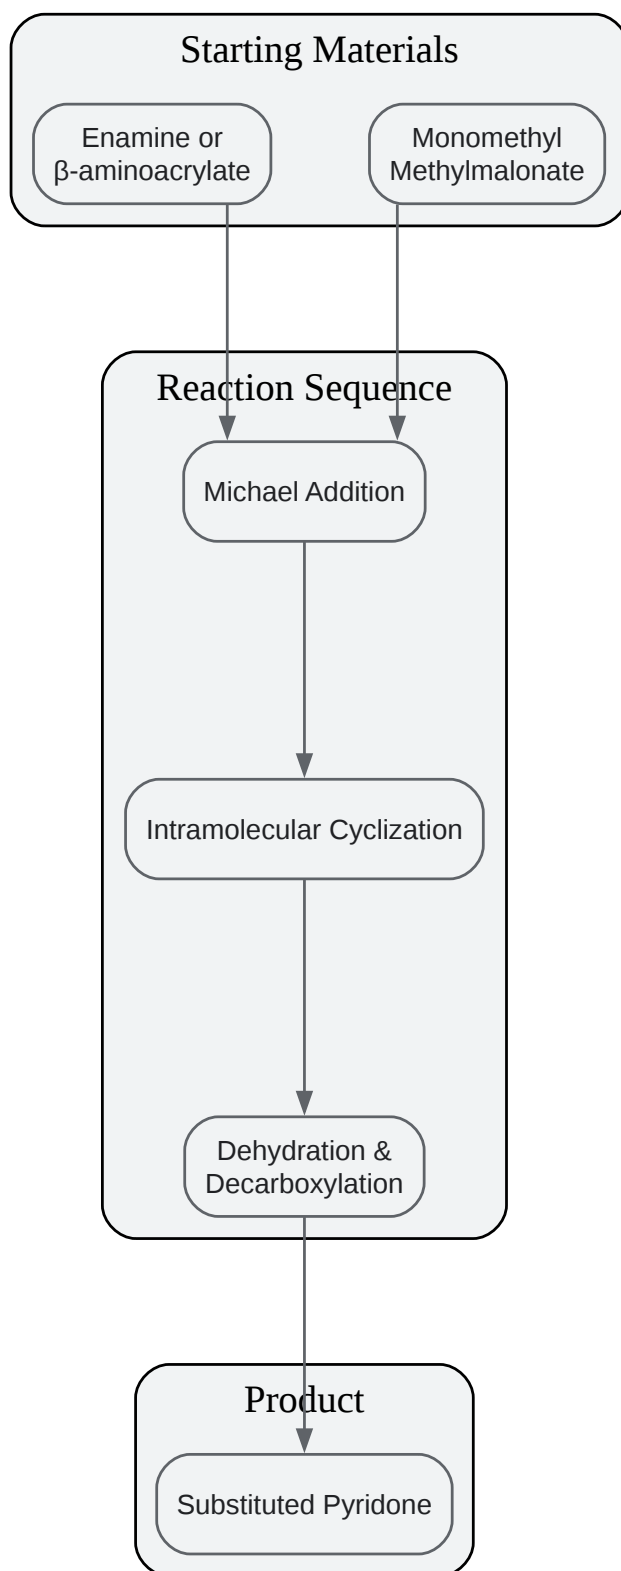 Starting Materials
Enamine or
β-aminoacrylate
Monomethyl
Methylmalonate
Reaction Sequence
Michael Addition
Intramolecular Cyclization
Dehydration &
Decarboxylation
Product
Substituted Pyridone